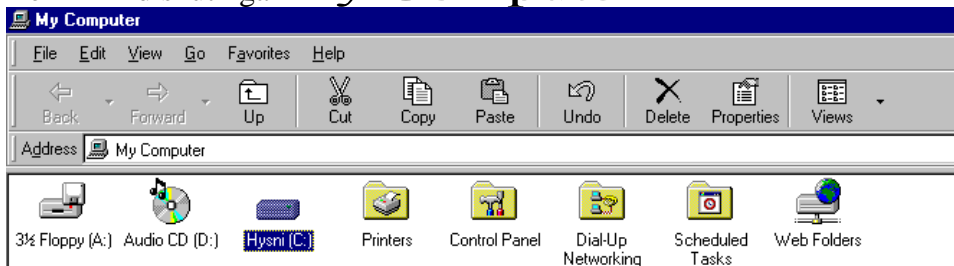 My Computer
File Edit View Go Favorites Help
Back Forward Up Cut Copy Paste Undo Delete Properties Views
Address My Computer
3½ Floppy (A:) Audio CD (D:) Hysni (C:) Printers Control Panel Dial-Up Networking Scheduled Tasks Web Folders